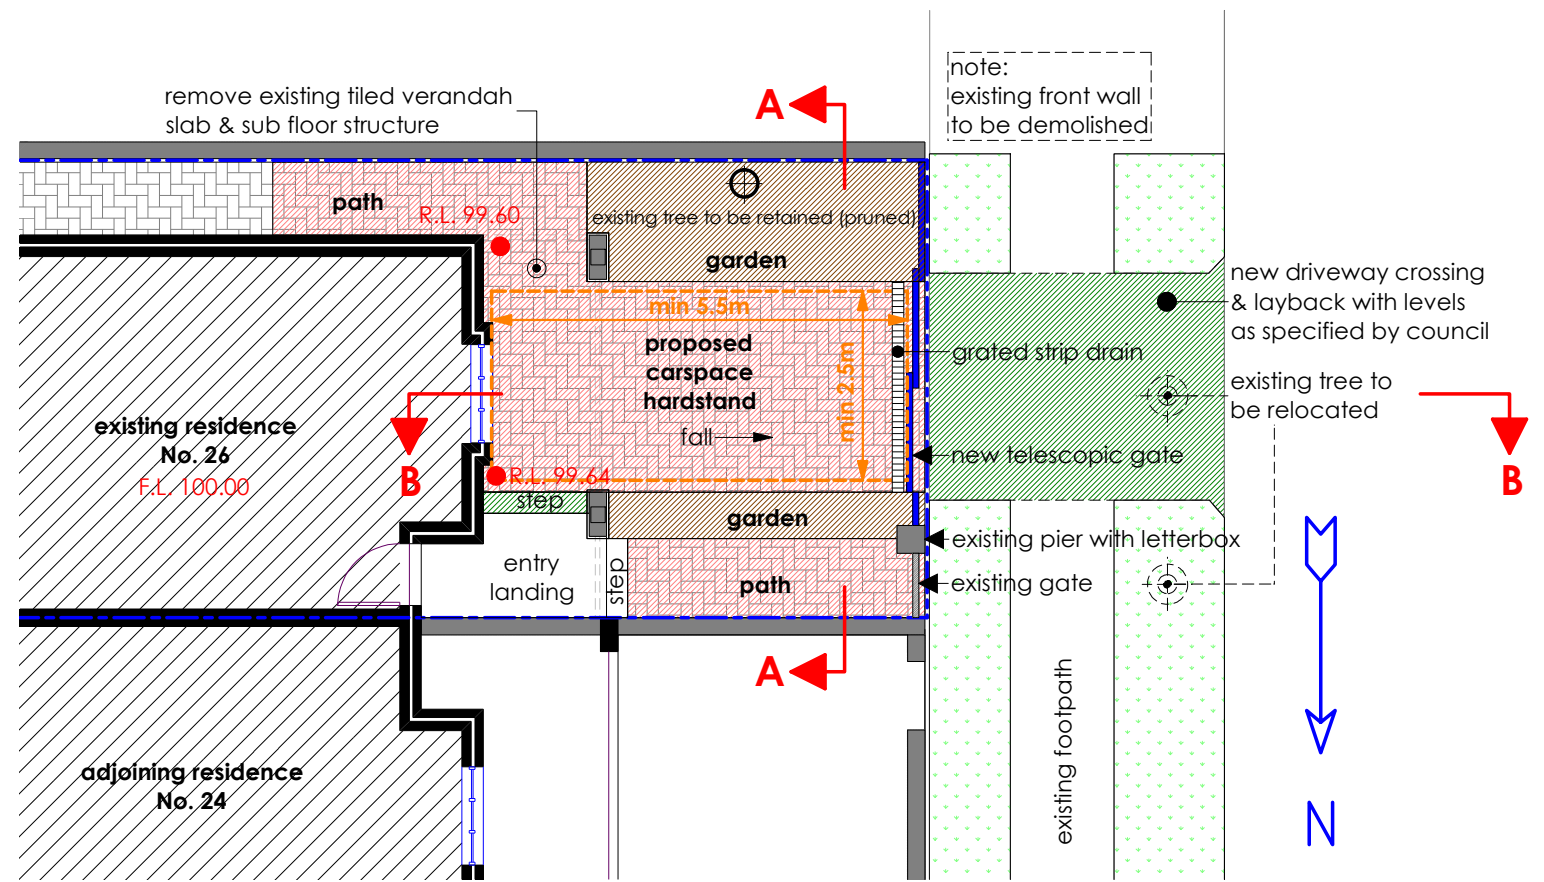 note:
existing front wall
to be demolished
remove existing tiled verandah
slab & sub floor structure
A
path
R.L. 99.60
existing tree to be retained (pruned)
garden
new driveway crossing
& layback with levels
as specified by council
min 5.5m
proposed
carspace
hardstand
min 2.5m
grated strip drain
existing tree to
be relocated
existing residence
No. 26
F.L. 100.00
fall
new telescopic gate
B
B
R.L. 99.64
step
garden
existing pier with letterbox
entry
landing
step
path
existing gate
A
existing footpath
adjoining residence
No. 24
N